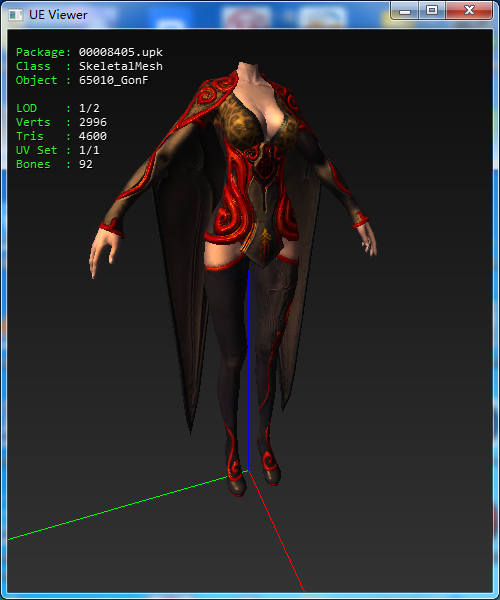 UE Viewer
Package: 00008405.upk
Class : SkeletalMesh
Object : 65010_GonF
LOD : 1/2
Verts : 2996
Tris : 4600
UV Set : 1/1
Bones : 92